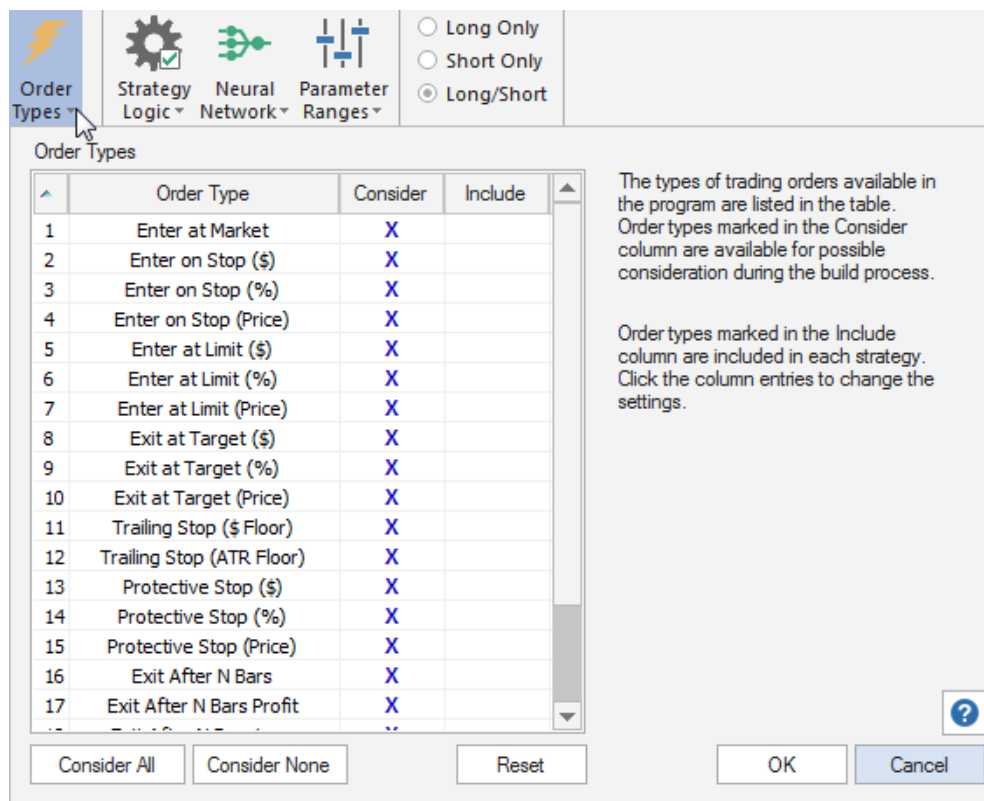 Order
Types
Strategy
Logic
Neural
Network
Parameter
Ranges
Long Only
Short Only
Long/Short
Order Types
Order Type Consider Include
1 Enter at Market X
2 Enter on Stop ($) X
3 Enter on Stop (%) X
4 Enter on Stop (Price) X
5 Enter at Limit ($) X
6 Enter at Limit (%) X
7 Enter at Limit (Price) X
8 Exit at Target ($) X
9 Exit at Target (%) X
10 Exit at Target (Price) X
11 Trailing Stop ($ Floor) X
12 Trailing Stop (ATR Floor) X
13 Protective Stop ($) X
14 Protective Stop (%) X
15 Protective Stop (Price) X
16 Exit After N Bars X
17 Exit After N Bars Profit X
The types of trading orders available in
the program are listed in the table.
Order types marked in the Consider
column are available for possible
consideration during the build process.
Order types marked in the Include
column are included in each strategy.
Click the column entries to change the
settings.
?
Consider All Consider None Reset OK Cancel